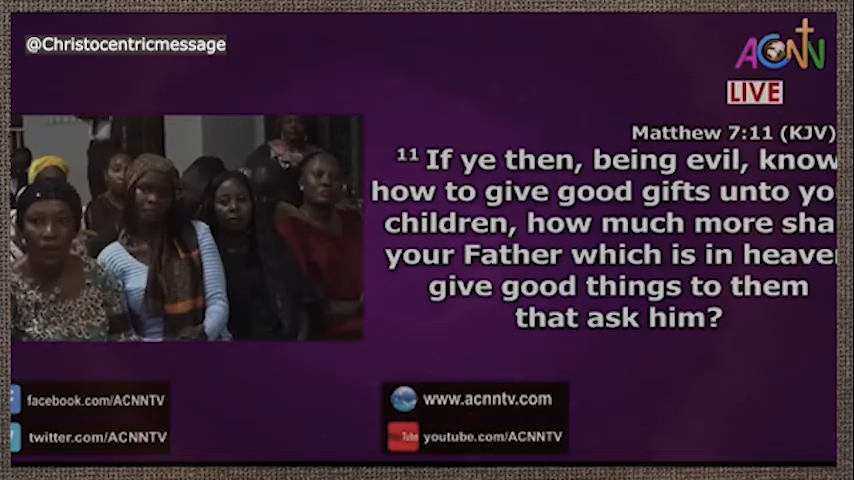 @Christocentricmessage
ACNN
LIVE
Matthew 7:11 (KJV)
11 If ye then, being evil, know
how to give good gifts unto yo
children, how much more sha
your Father which is in heaven
give good things to them
that ask him?
facebook.com/ACNNTV
www.acnntv.com
twitter.com/ACNNTV
Tube youtube.com/ACNNTV